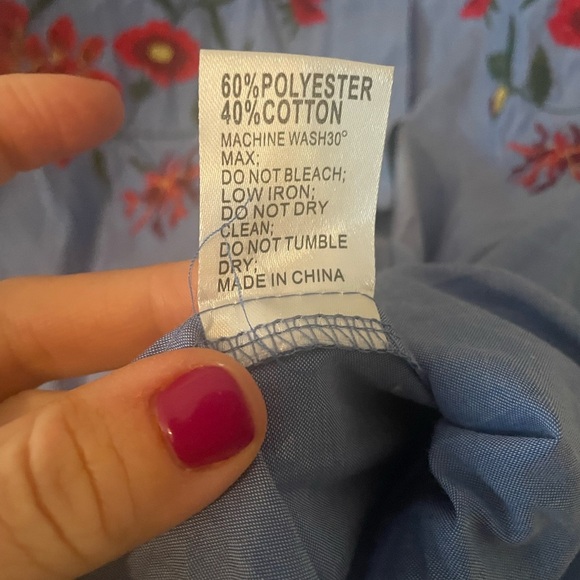 60%POLYESTER
40%COTTON
MACHINE WASH30°
MAX;
DO NOT BLEACH;
LOW IRON;
DO NOT DRY
CLEAN;
DO NOT TUMBLE
DRY;
MADE IN CHINA